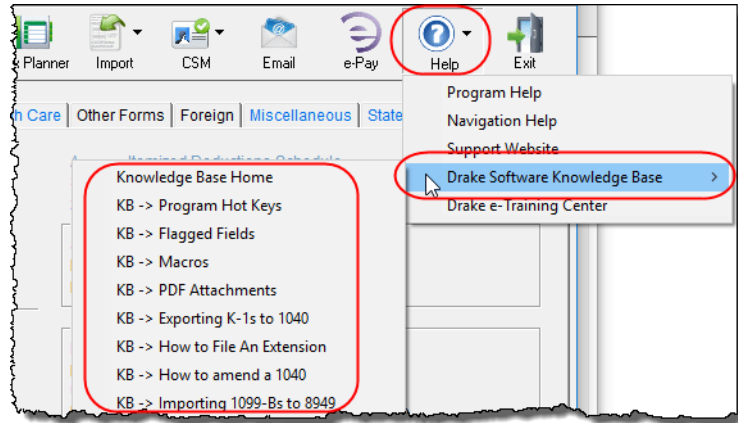 Planner Import CSM Email e-Pay Help Exit
Care Other Forms Foreign Miscellaneous State
Program Help
Navigation Help
Support Website
Drake Software Knowledge Base >
Drake e-Training Center
Itemized Deductions Schedule
Knowledge Base Home
KB -> Program Hot Keys
KB -> Flagged Fields
KB -> Macros
KB -> PDF Attachments
KB -> Exporting K-1s to 1040
KB -> How to File An Extension
KB -> How to amend a 1040
KB -> Importing 1099-Bs to 8949